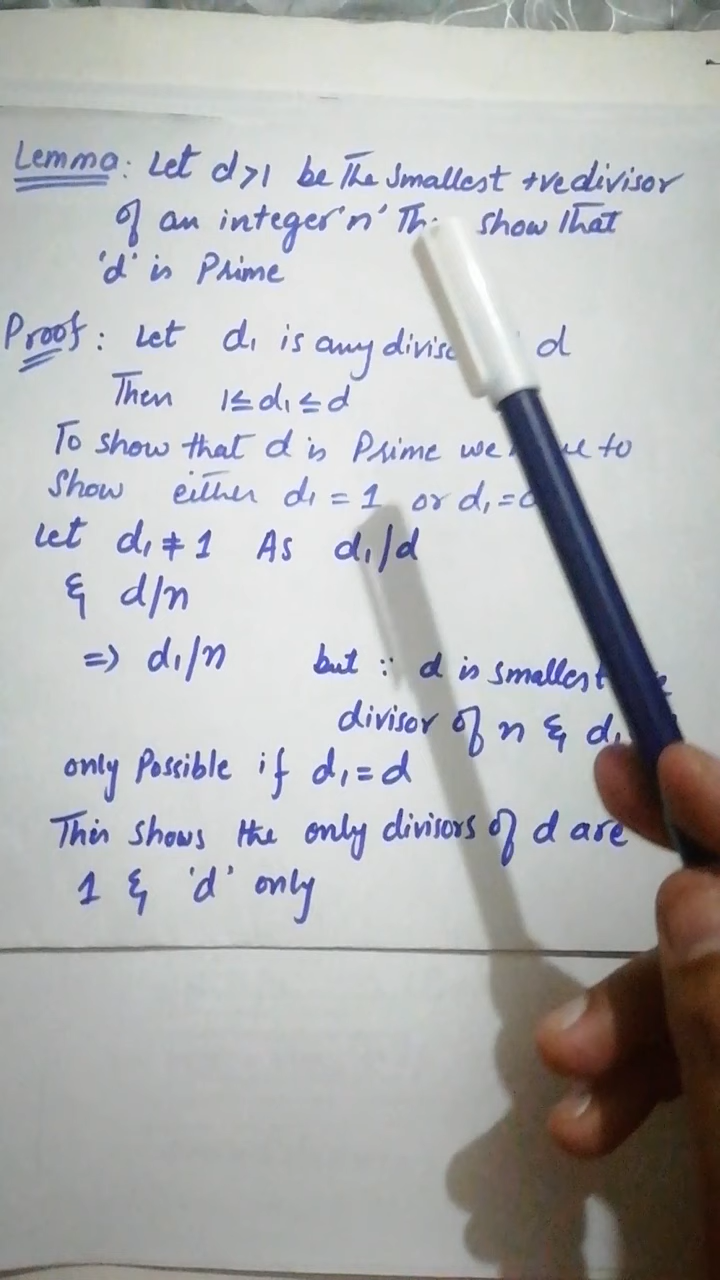 Lemma: Let d>1 be the smallest +ve divisor
of an integer 'n' show that
'd' is Prime
Proof: Let d₁ is any d
Then 1≤d₁≤d
To show that d is Prime we to
Show either d₁ = 1 or d₁ =
Let d₁ ≠ 1 As d₁/d
& d/n
=> d₁/n but ∵ d is smallest
divisor of n & d₁
only Possible if d₁=d
This shows the only divisors of d are
1 & 'd' only